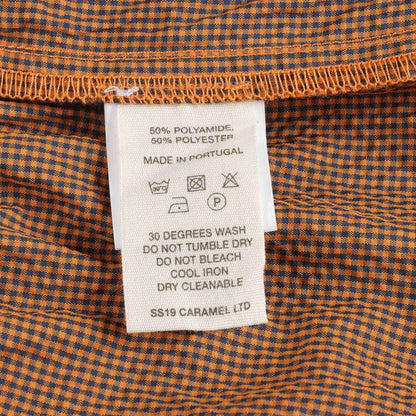 50% POLYAMIDE,
50% POLYESTER
MADE IN PORTUGAL
P
30 DEGREES WASH
DO NOT TUMBLE DRY
DO NOT BLEACH
COOL IRON
DRY CLEANABLE
SS19 CARAMEL LTD